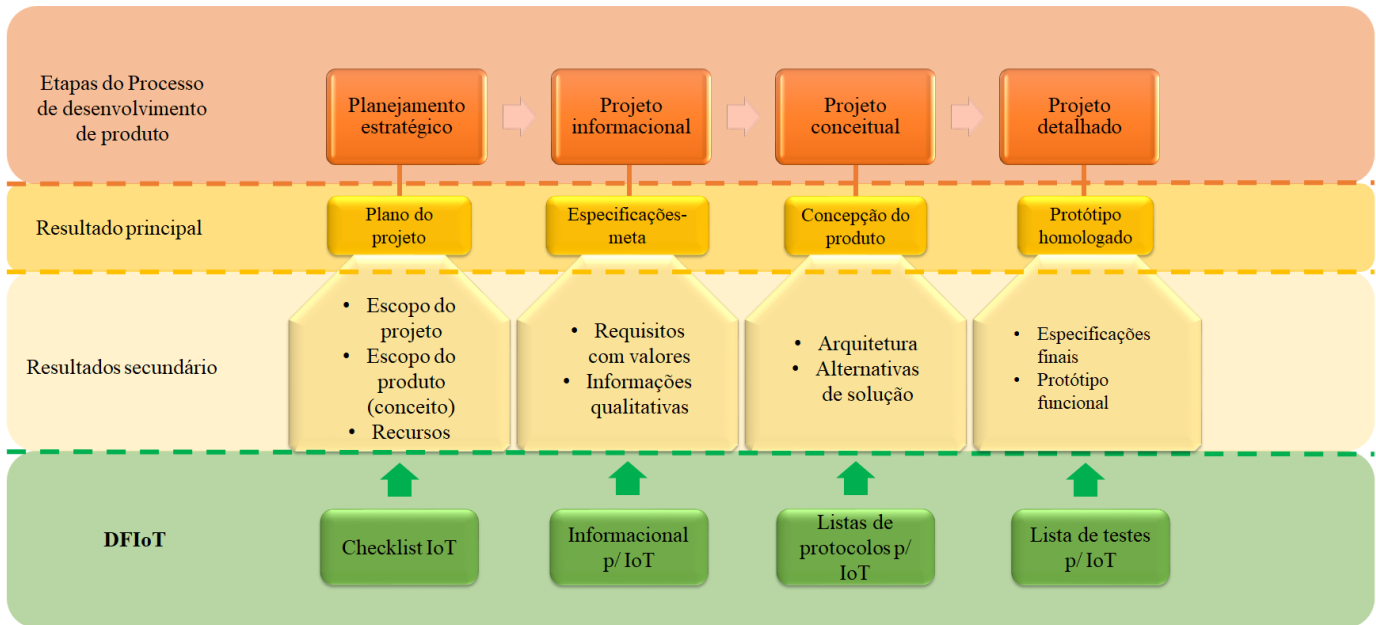 Etapas do Processo
de desenvolvimento
de produto
Planejamento
estratégico
Projeto
informacional
Projeto
conceitual
Projeto
detalhado
Resultado principal
Plano do
projeto
Especificações-
meta
Concepção do
produto
Protótipo
homologado
Resultados secundário
• Escopo do
projeto
• Escopo do
produto
(conceito)
• Recursos
• Requisitos
com valores
• Informações
qualitativas
• Arquitetura
• Alternativas
de solução
• Especificações
finais
• Protótipo
funcional
DFIoT
Checklist IoT
Informacional
p/ IoT
Listas de
protocolos p/
IoT
Lista de testes
p/ IoT